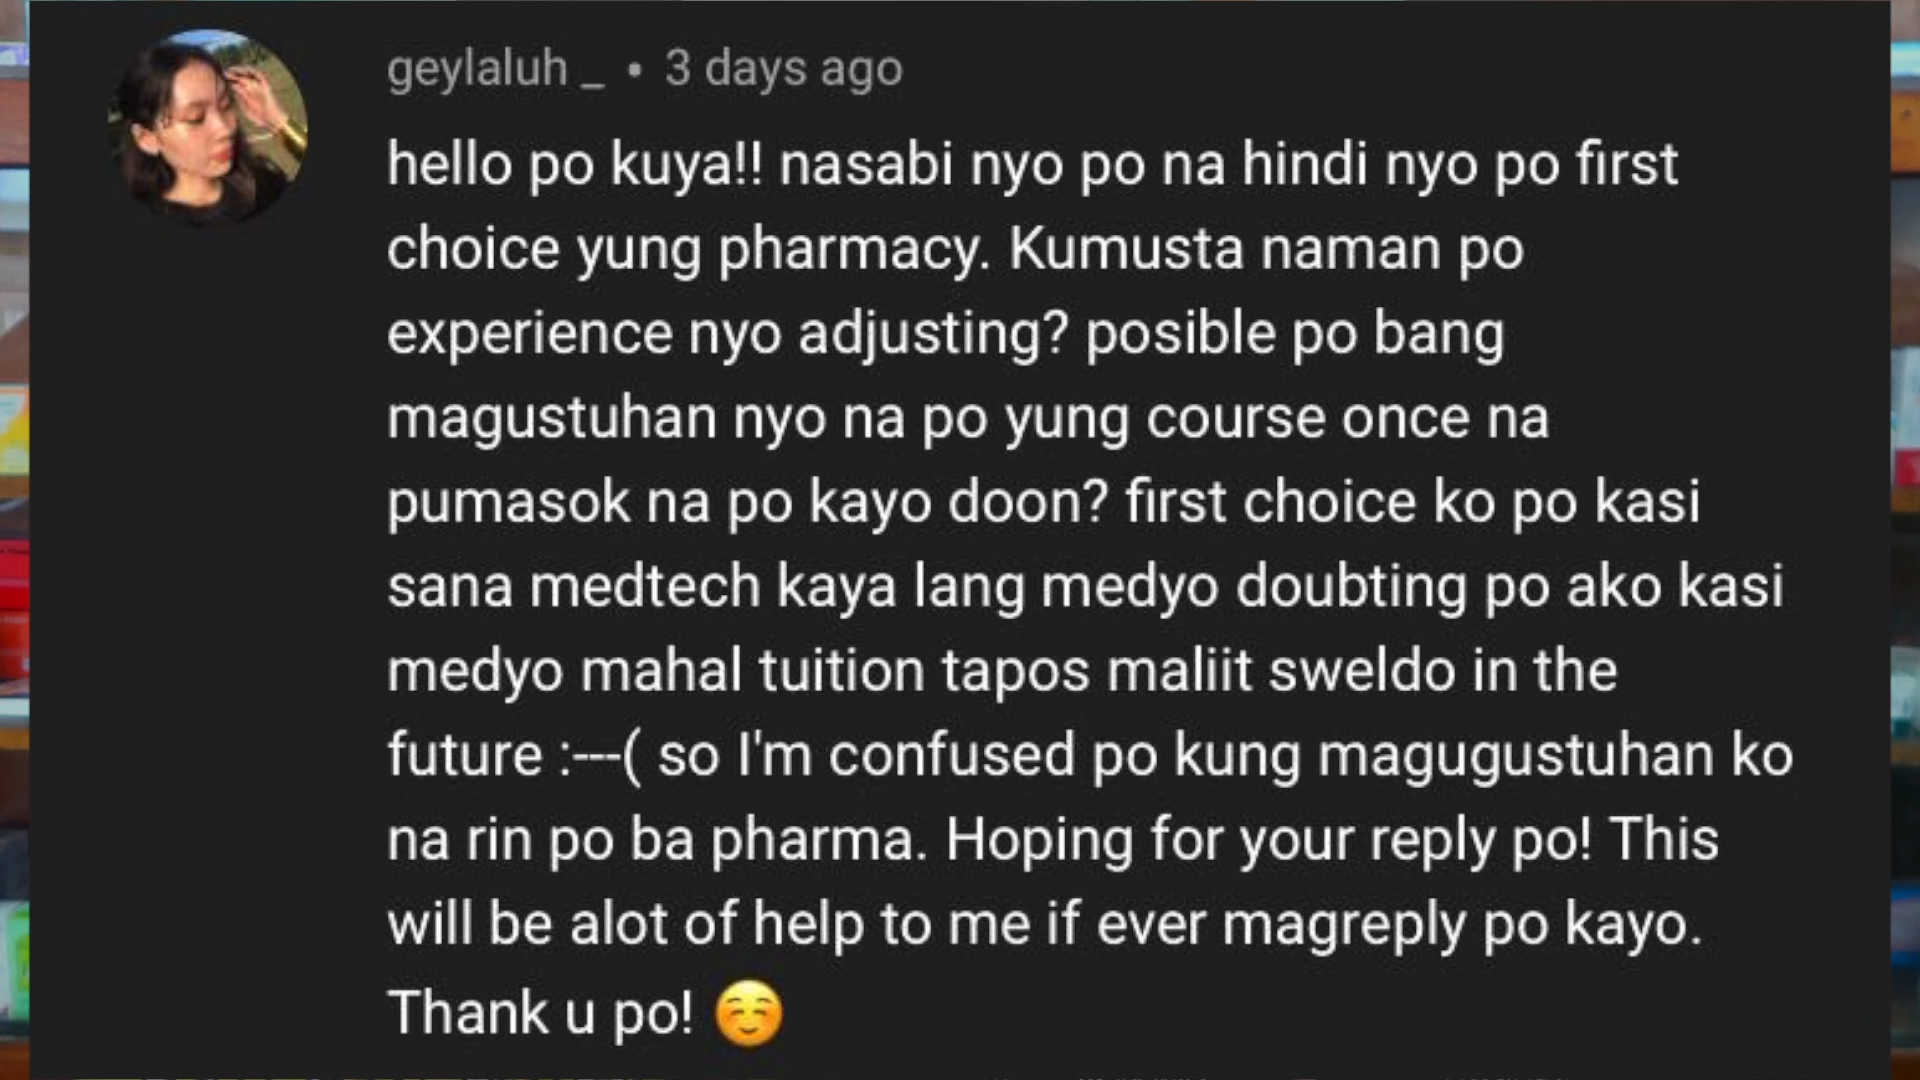 geylaluh _ • 3 days ago
hello po kuya!! nasabi nyo po na hindi nyo po first
choice yung pharmacy. Kumusta naman po
experience nyo adjusting? posible po bang
magustuhan nyo na po yung course once na
pumasok na po kayo doon? first choice ko po kasi
sana medtech kaya lang medyo doubting po ako kasi
medyo mahal tuition tapos maliit sweldo in the
future :---( so I'm confused po kung magugustuhan ko
na rin po ba pharma. Hoping for your reply po! This
will be alot of help to me if ever magreply po kayo.
Thank u po! ☺️